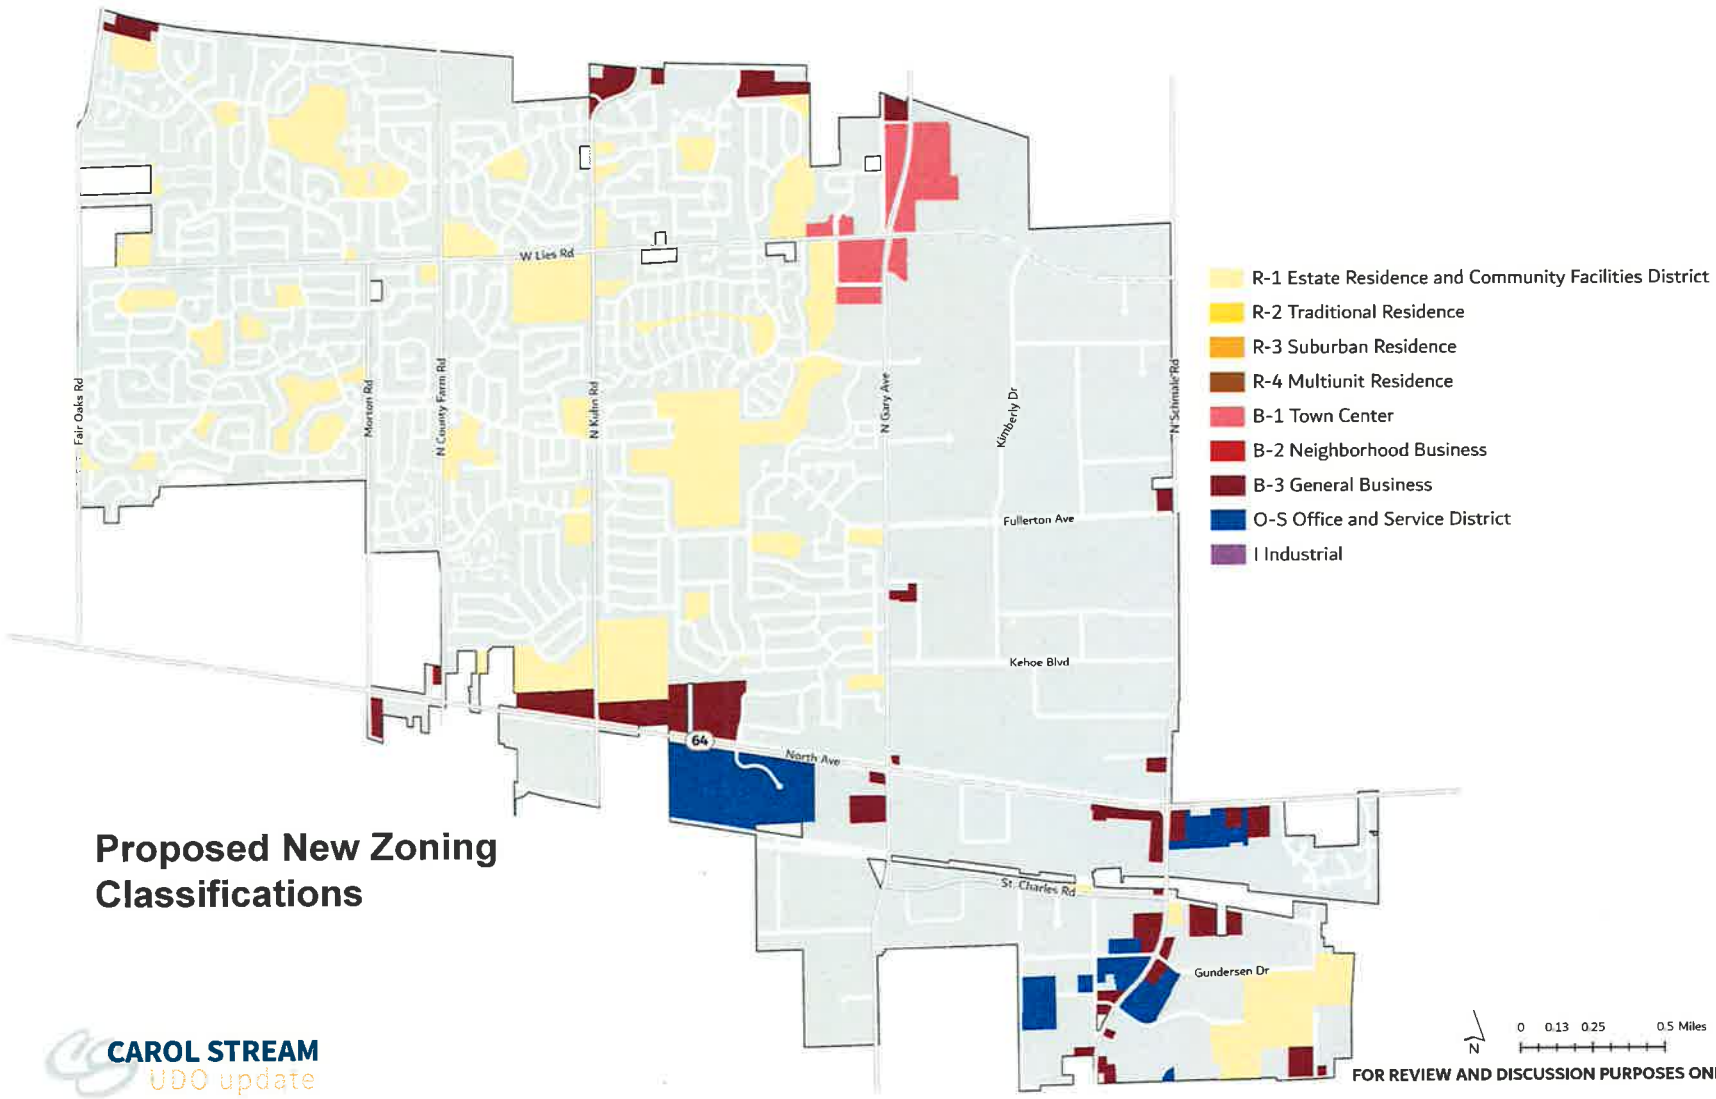 W Lies Rd
Fair Oaks Rd
Morton Rd
N County Farm Rd
N Kuhn Rd
N Gary Ave
Kimberly Dr
N Schmale Rd
Fullerton Ave
Kehoe Blvd
64
North Ave
St. Charles Rd
Gundersen Dr
R-1 Estate Residence and Community Facilities District
R-2 Traditional Residence
R-3 Suburban Residence
R-4 Multiunit Residence
B-1 Town Center
B-2 Neighborhood Business
B-3 General Business
O-S Office and Service District
I Industrial
Proposed New Zoning
Classifications
CS
CAROL STREAM
UDO update
N
0 0.13 0.25 0.5 Miles
FOR REVIEW AND DISCUSSION PURPOSES ONL